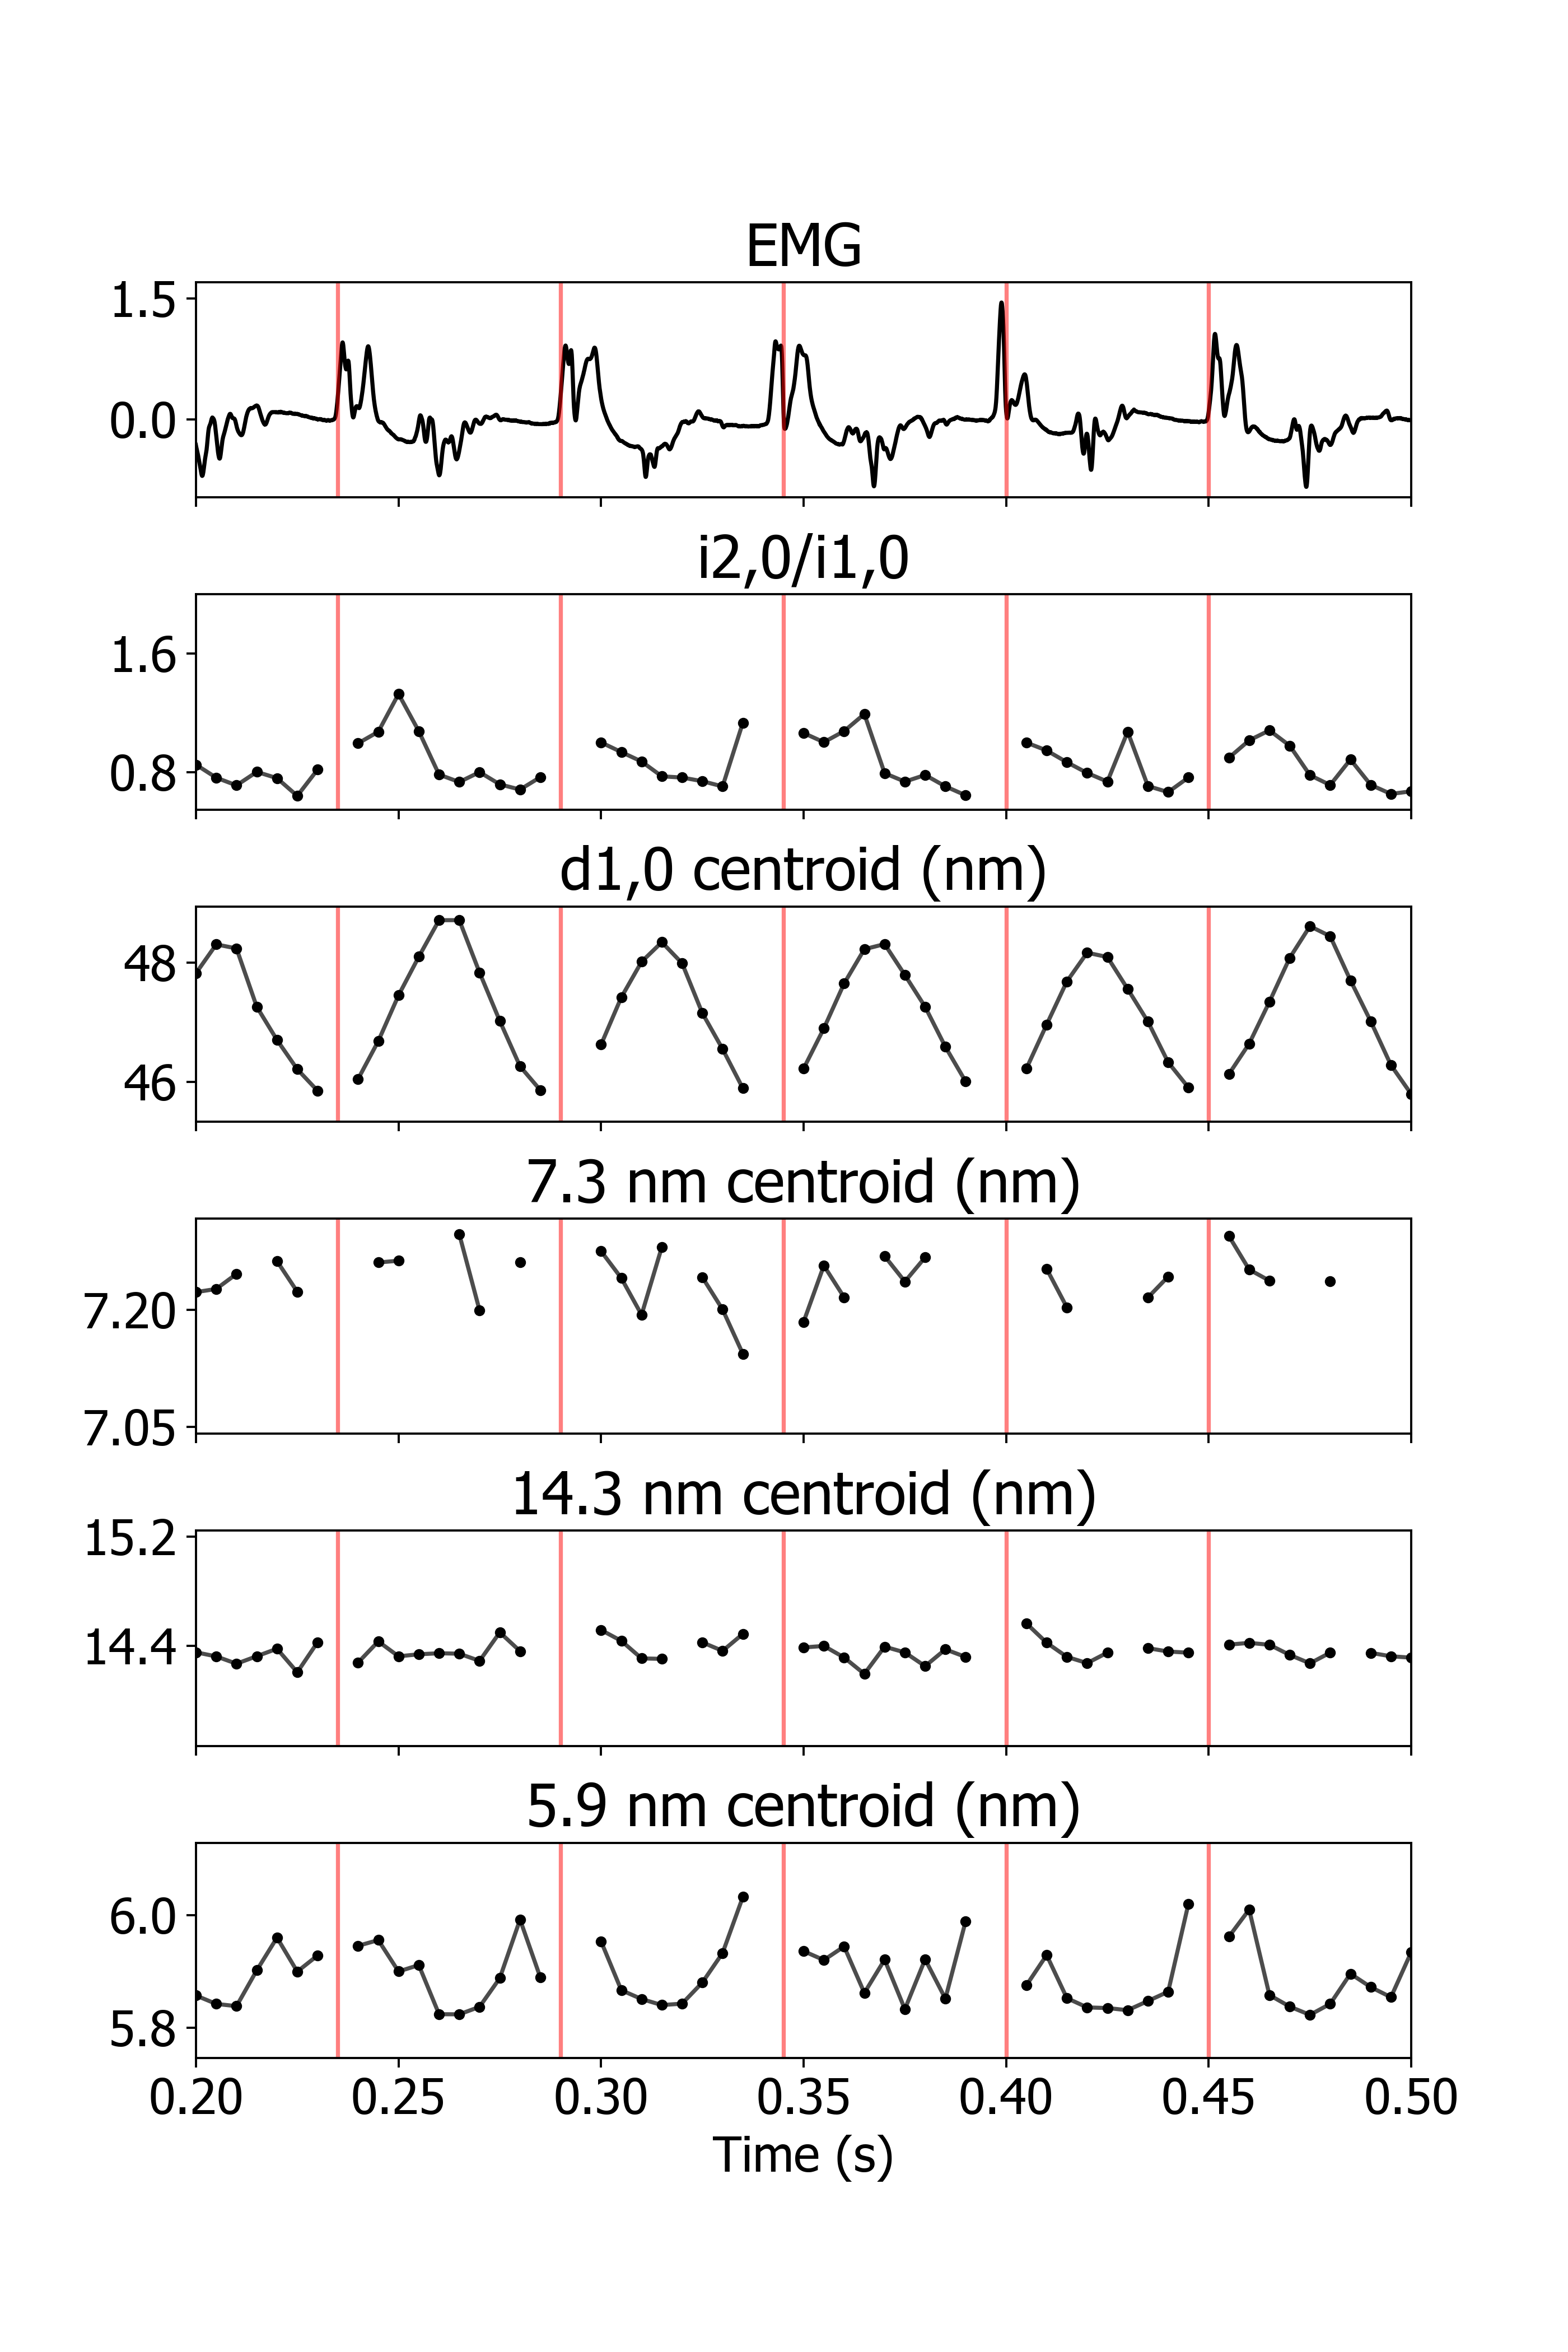 EMG
1.5
0.0
i2,0/i1,0
1.6
0.8
d1,0 centroid (nm)
48
46
7.3 nm centroid (nm)
7.20
7.05
14.3 nm centroid (nm)
15.2
14.4
5.9 nm centroid (nm)
6.0
5.8
0.20 0.25 0.30 0.35 0.40 0.45 0.50
Time (s)